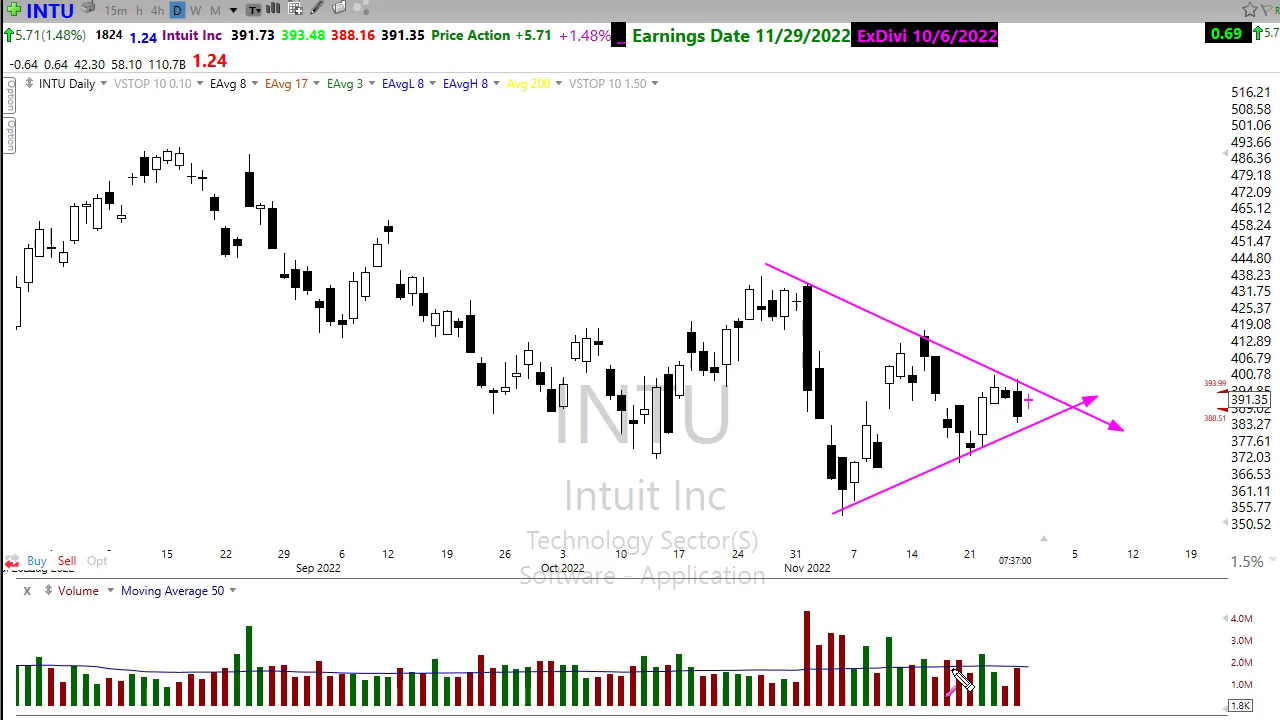 INTU 15m h 4h D W M T
5.71(1.48%) 1824 1.24 Intuit Inc 391.73 393.48 388.16 391.35 Price Action +5.71 +1.48% Earnings Date 11/29/2022 ExDivi 10/6/2022 0.69 5.7
-0.64 0.64 42.30 58.10 110.7B 1.24
INTU Daily VSTOP 10 0.10 EAvg 8 EAvg 17 EAvg 3 EAvgL 8 EAvgH 8 Avg 200 VSTOP 10 1.50
Option
Option
516.21
508.58
501.06
493.66
486.36
479.18
472.09
465.12
458.24
451.47
444.80
438.23
431.75
425.37
419.08
412.89
406.79
400.78
393.99
391.35
388.51
383.27
377.61
372.03
366.53
361.11
355.77
350.52
INTU
Intuit Inc
Technology Sector(S)
Software - Application
15 22 29 6 12 19 26 3 10 17 24 31 7 14 21 07:37:00 5 12 19
Buy Sell Opt 1.5%
Sep 2022 Oct 2022 Nov 2022
x Volume Moving Average 50
4.0M
3.0M
2.0M
1.0M
1.8K